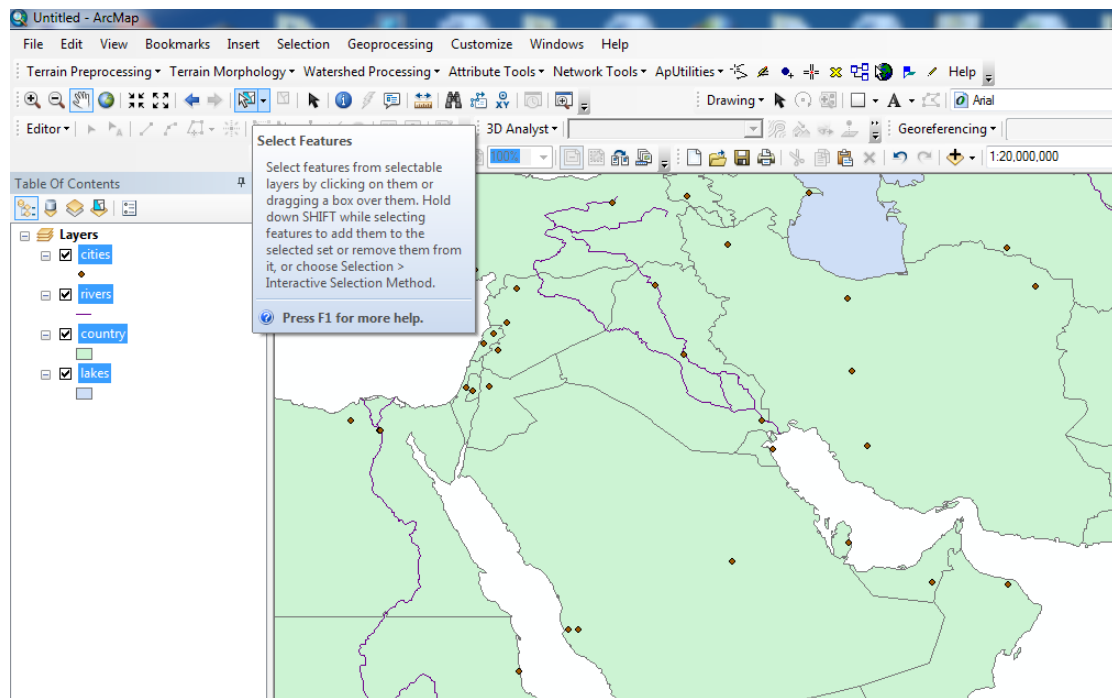 Untitled - ArcMap
File Edit View Bookmarks Insert Selection Geoprocessing Customize Windows Help
Terrain Preprocessing Terrain Morphology Watershed Processing Attribute Tools Network Tools ApUtilities Help
Drawing A Arial
Editor 3D Analyst Georeferencing
100% 1:20,000,000
Select Features
Select features from selectable
layers by clicking on them or
dragging a box over them. Hold
down SHIFT while selecting
features to add them to the
selected set or remove them from
it, or choose Selection >
Interactive Selection Method.
Press F1 for more help.
Table Of Contents
Layers
cities
rivers
country
lakes